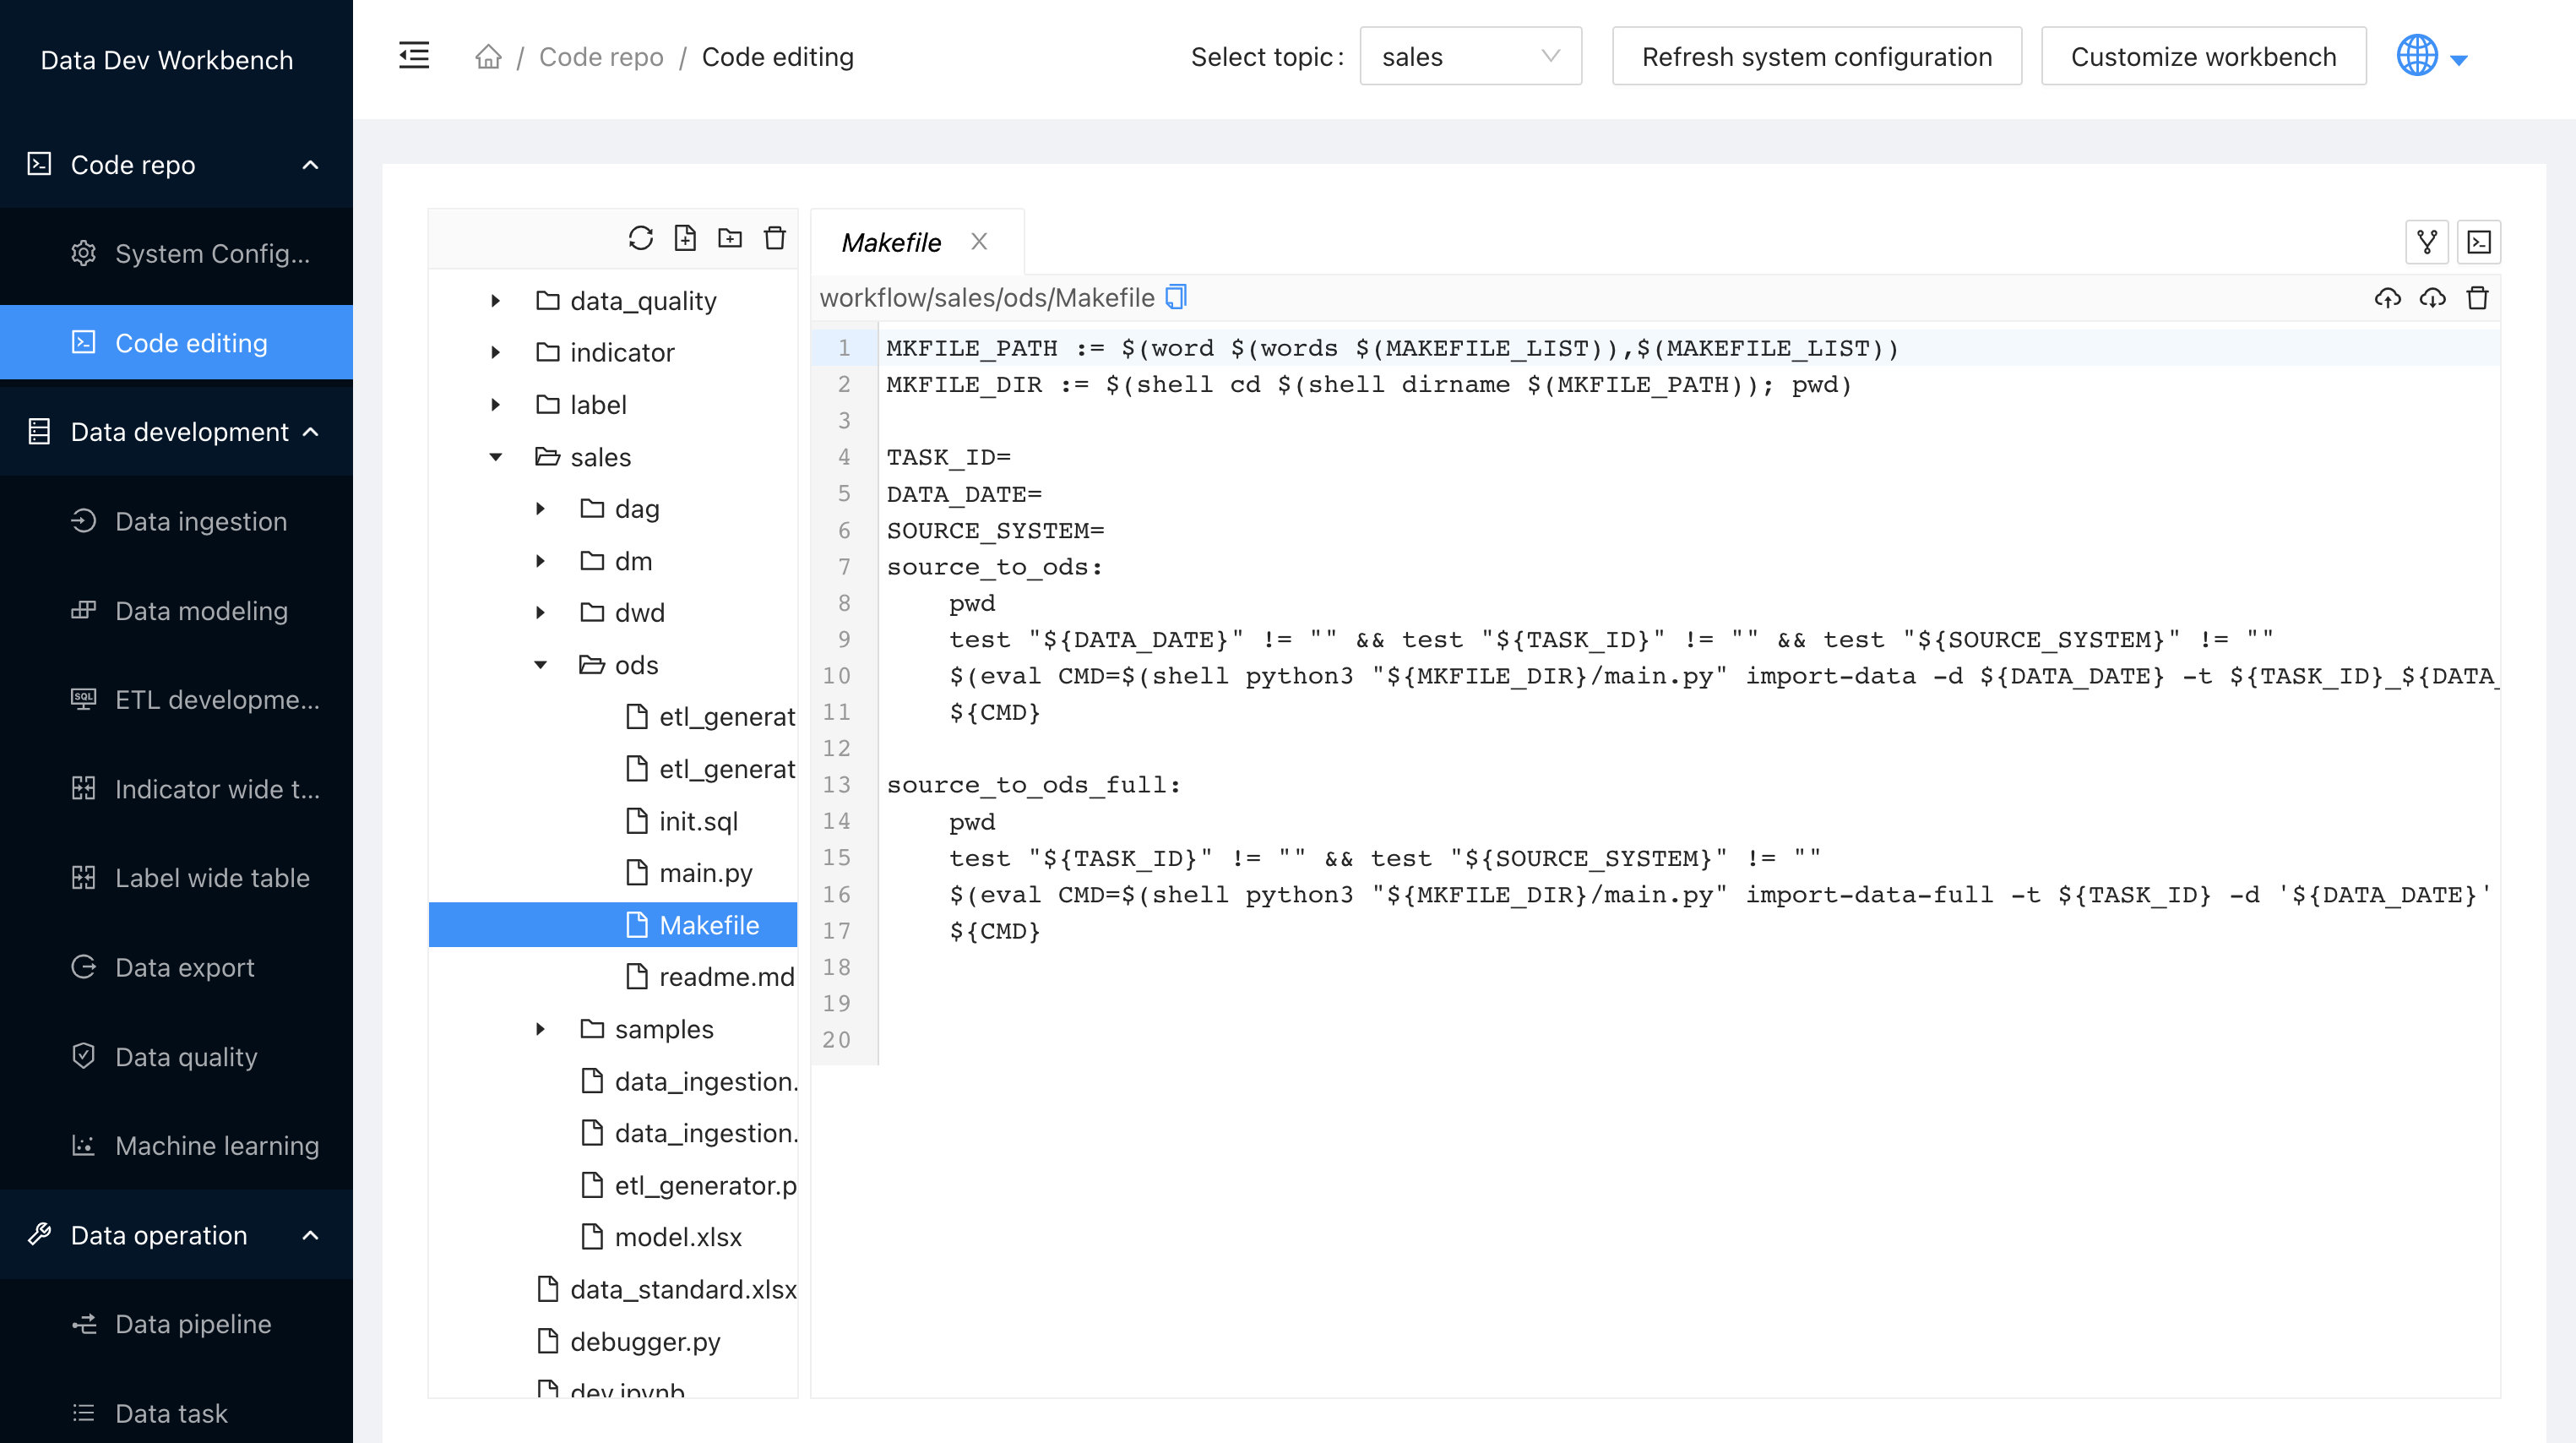 Data Dev Workbench
Code repo
System Config...
Code editing
Data development
Data ingestion
Data modeling
ETL developme...
Indicator wide t...
Label wide table
Data export
Data quality
Machine learning
Data operation
Data pipeline
Data task
/ Code repo / Code editing
Select topic: sales
Refresh system configuration
Customize workbench
data_quality
indicator
label
sales
dag
dm
dwd
ods
etl_generat
etl_generat
init.sql
main.py
Makefile
readme.md
samples
data_ingestion.
data_ingestion.
etl_generator.p
model.xlsx
data_standard.xlsx
debugger.py
dev.ipynb
Makefile
workflow/sales/ods/Makefile
1 MKFILE_PATH := $(word $(words $(MAKEFILE_LIST)),$(MAKEFILE_LIST))
2 MKFILE_DIR := $(shell cd $(shell dirname $(MKFILE_PATH)); pwd)
3
4 TASK_ID=
5 DATA_DATE=
6 SOURCE_SYSTEM=
7 source_to_ods:
8 pwd
9 test "${DATA_DATE}" != "" && test "${TASK_ID}" != "" && test "${SOURCE_SYSTEM}" != ""
10 $(eval CMD=$(shell python3 "${MKFILE_DIR}/main.py" import-data -d ${DATA_DATE} -t ${TASK_ID}_${DATA_
11 ${CMD}
12
13 source_to_ods_full:
14 pwd
15 test "${TASK_ID}" != "" && test "${SOURCE_SYSTEM}" != ""
16 $(eval CMD=$(shell python3 "${MKFILE_DIR}/main.py" import-data-full -t ${TASK_ID} -d '${DATA_DATE}'
17 ${CMD}
18
19
20